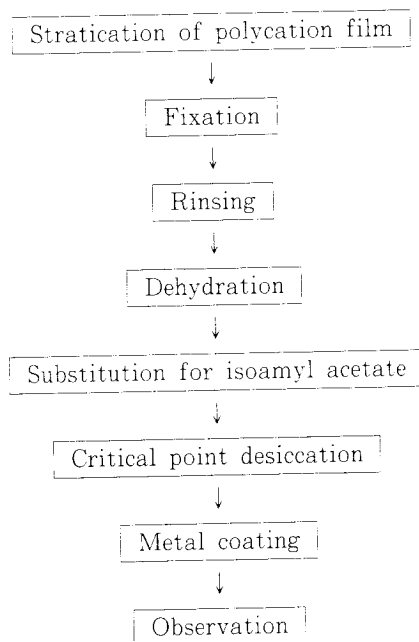 Stratication of polycation film
Fixation
Rinsing
Dehydration
Substitution for isoamyl acetate
Critical point desiccation
Metal coating
Observation